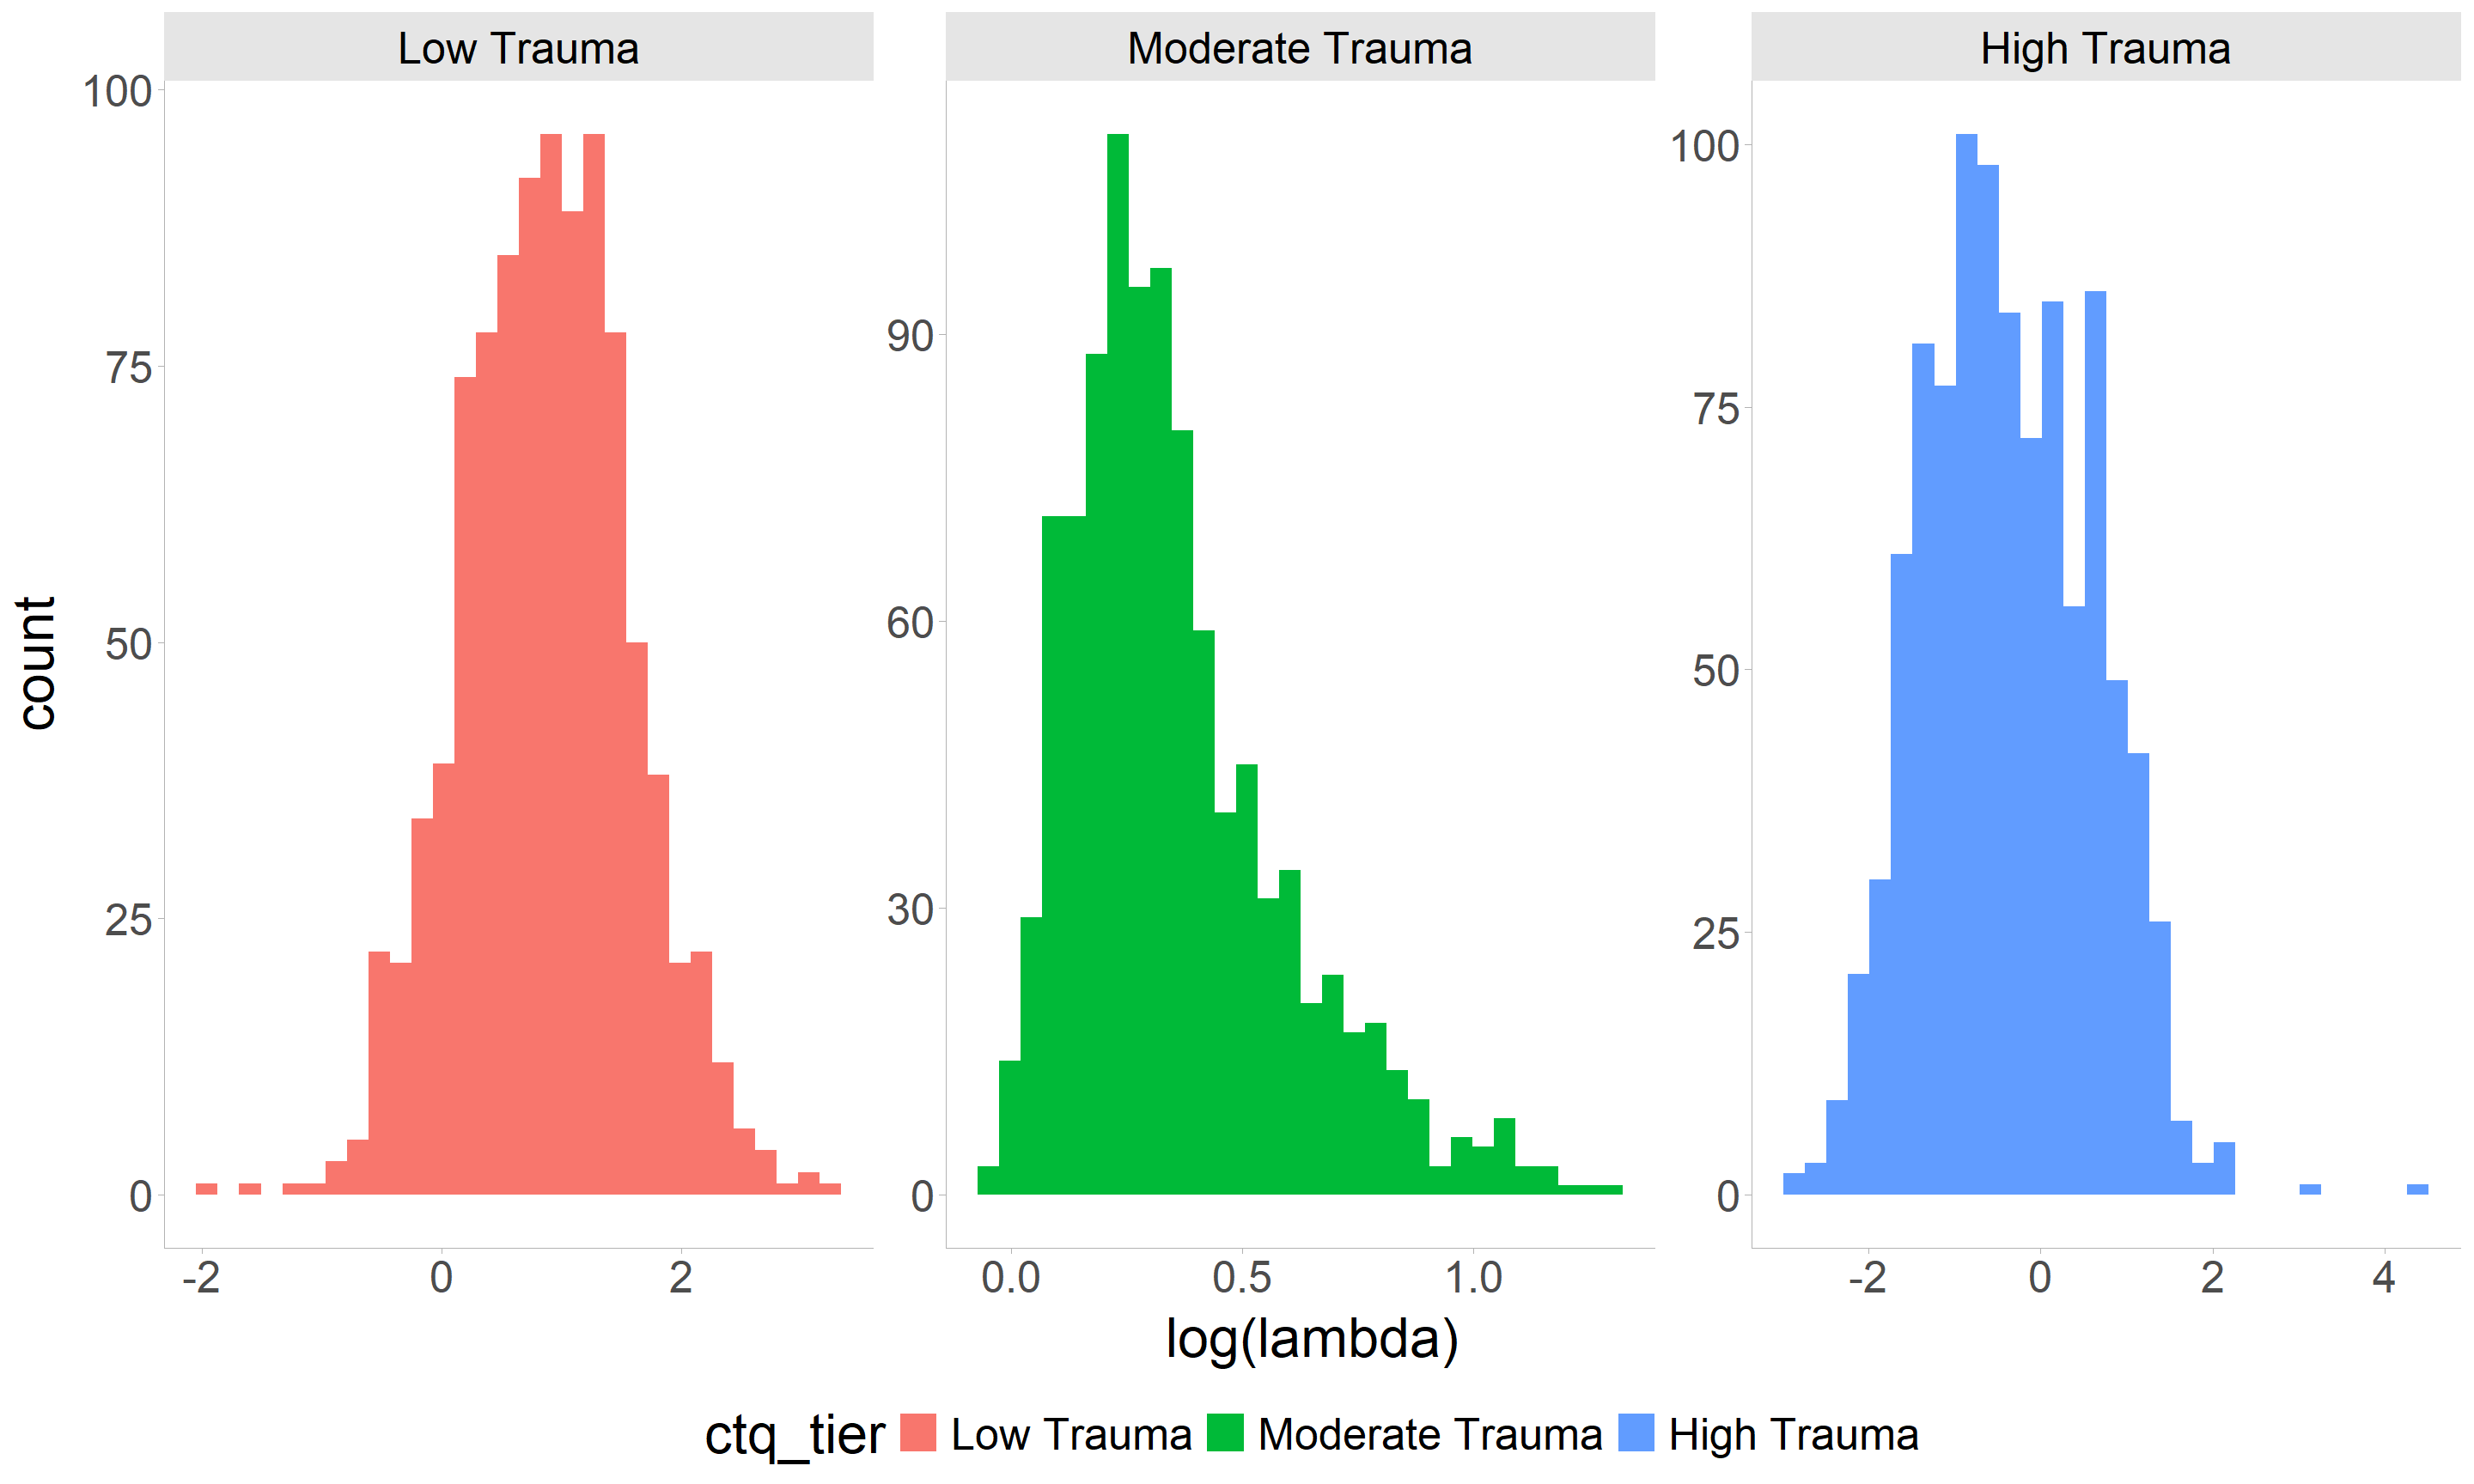 Low Trauma
Moderate Trauma
High Trauma
100
75
50
25
0
90
60
30
0
100
75
50
25
0
count
-2 0 2
0.0 0.5 1.0
-2 0 2 4
log(lambda)
ctq_tier Low Trauma Moderate Trauma High Trauma